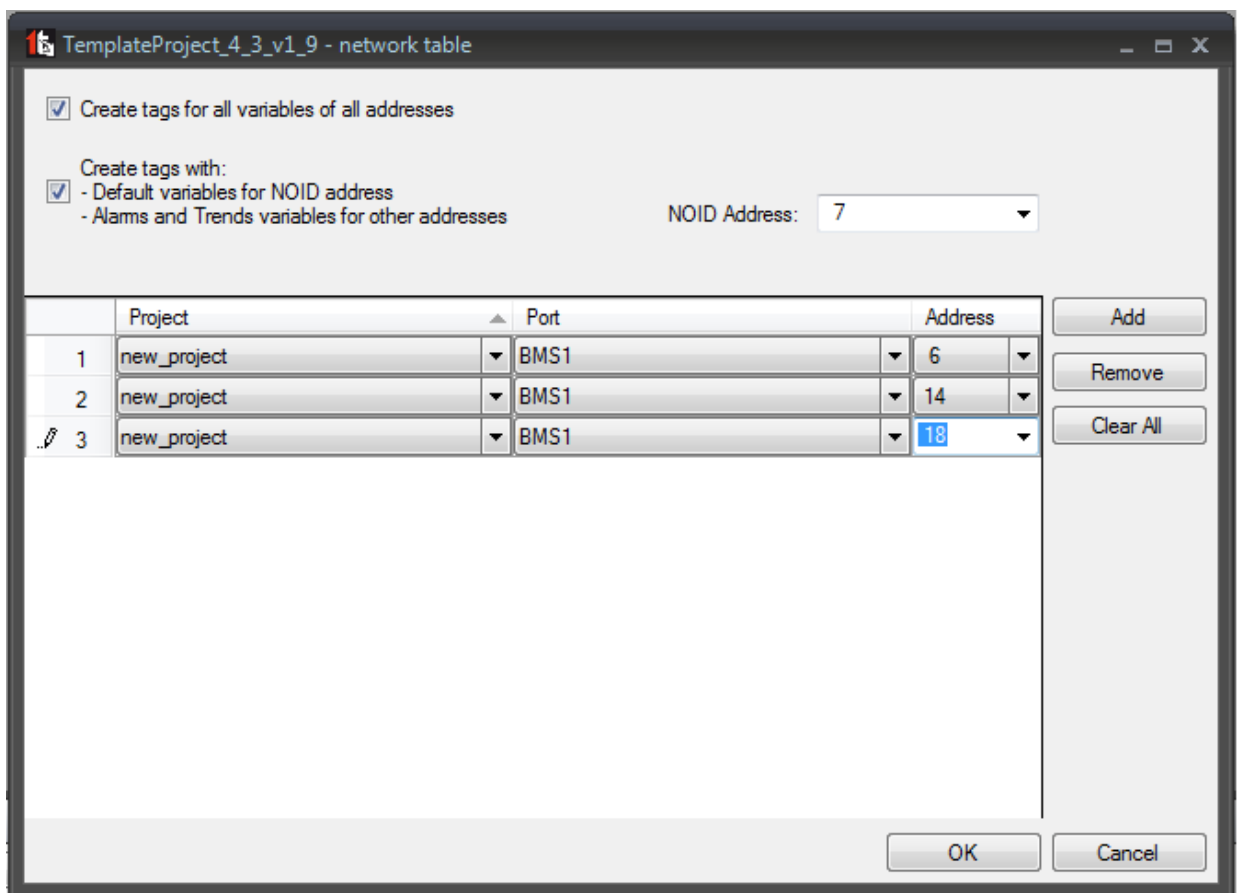 TemplateProject_4_3_v1_9 - network table
Create tags for all variables of all addresses
Create tags with:
- Default variables for NOID address
- Alarms and Trends variables for other addresses
NOID Address: 7
Project Port Address Add
1 new_project BMS1 6
Remove
2 new_project BMS1 14
3 new_project BMS1 18 Clear All
OK Cancel